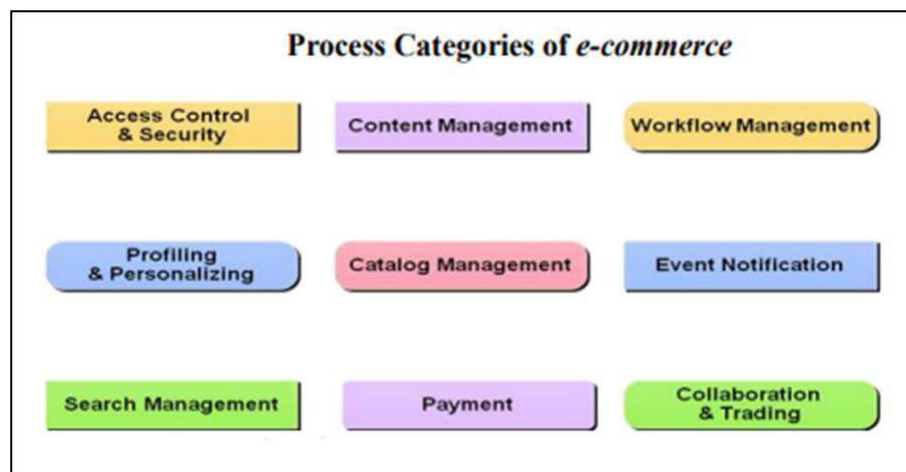 Process Categories of e-commerce
Access Control
& Security
Content Management
Workflow Management
Profiling
& Personalizing
Catalog Management
Event Notification
Search Management
Payment
Collaboration
& Trading